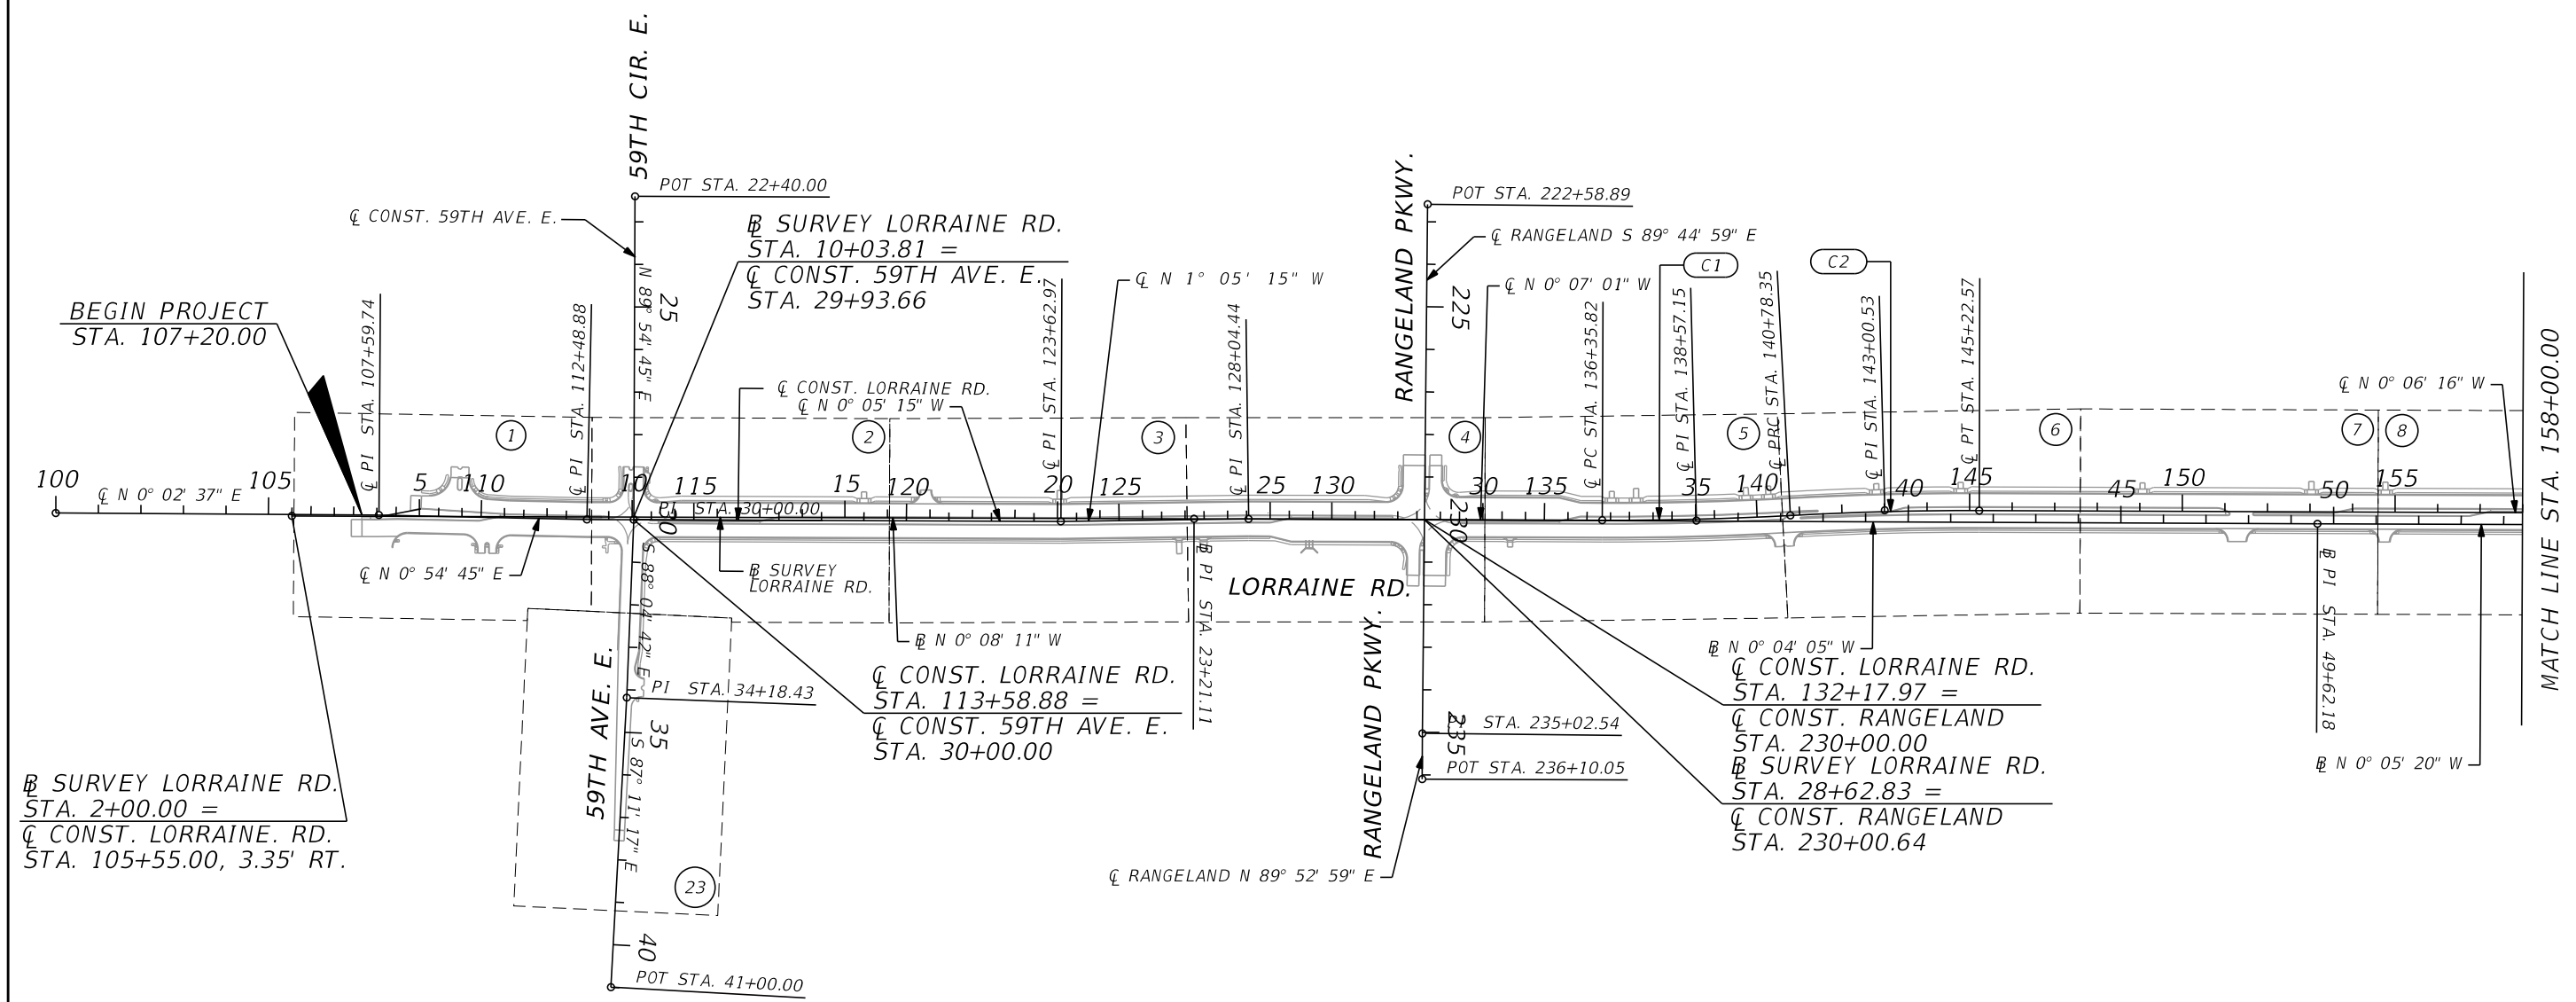 59TH CIR. E.
POT STA. 22+40.00
℄ CONST. 59TH AVE. E.
N 89° 54' 45" E
25
BEGIN PROJECT
STA. 107+20.00
℄ PI STA. 107+59.74
℄ PI STA. 112+48.88
B̲L SURVEY LORRAINE RD.
STA. 10+03.81 =
℄ CONST. 59TH AVE. E.
STA. 29+93.66
℄ CONST. LORRAINE RD.
℄ N 0° 05' 15" W
℄ PI STA. 123+62.97
℄ N 1° 05' 15" W
℄ PI STA. 128+04.44
RANGELAND PKWY.
POT STA. 222+58.89
℄ RANGELAND S 89° 44' 59" E
225
℄ N 0° 07' 01" W
C1
C2
℄ PC STA. 136+35.82
℄ PI STA. 138+57.15
℄ PRC STA. 140+78.35
℄ PI STA. 143+00.53
℄ PT STA. 145+22.57
℄ N 0° 06' 16" W
MATCH LINE STA. 158+00.00
1
2
3
4
5
6
7
8
100
℄ N 0° 02' 37" E
105
5
110
10
115
15
120
20
125
25
130
30
135
35
140
40
145
45
150
50
155
PI STA. 30+00.00
30
230
℄ N 0° 54' 45" E
S 88° 04' 42" E
BL SURVEY
LORRAINE RD.
BL N 0° 08' 11" W
BL PI STA. 23+21.11
LORRAINE RD.
RANGELAND PKWY.
BL N 0° 04' 05" W
BL PI STA. 49+62.18
BL N 0° 05' 20" W
59TH AVE. E.
PI STA. 34+18.43
35
S 87° 11' 17" E
23
40
POT STA. 41+00.00
℄ CONST. LORRAINE RD.
STA. 113+58.88 =
℄ CONST. 59TH AVE. E.
STA. 30+00.00
BL SURVEY LORRAINE RD.
STA. 2+00.00 =
℄ CONST. LORRAINE. RD.
STA. 105+55.00, 3.35' RT.
STA. 235+02.54
235
POT STA. 236+10.05
℄ RANGELAND N 89° 52' 59" E
℄ CONST. LORRAINE RD.
STA. 132+17.97 =
℄ CONST. RANGELAND
STA. 230+00.00
BL SURVEY LORRAINE RD.
STA. 28+62.83 =
℄ CONST. RANGELAND
STA. 230+00.64